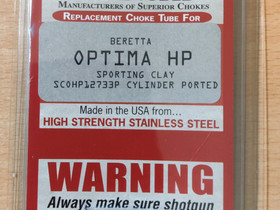 MANUFACTURERS OF SUPERIOR CHOKES
REPLACEMENT CHOKE TUBE FOR
BERETTA
OPTIMA HP
SPORTING CLAY
SCOHP12733P CYLINDER PORTED
Made in the USA from...
HIGH STRENGTH STAINLESS STEEL
WARNING
Always make sure shotgun